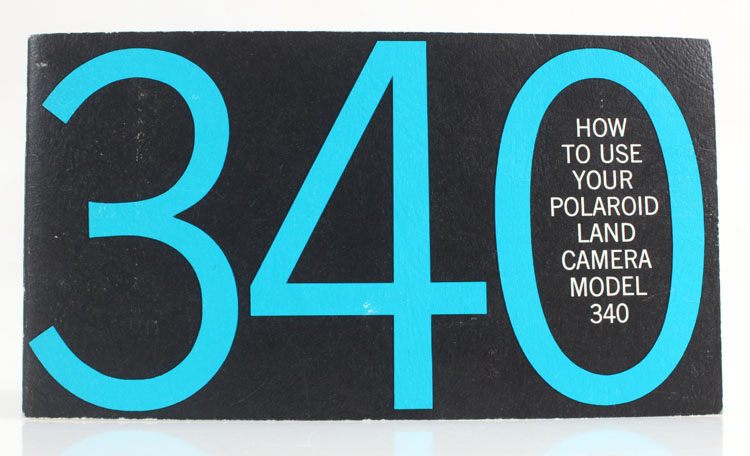 340
HOW
TO USE
YOUR
POLAROID
LAND
CAMERA
MODEL
340